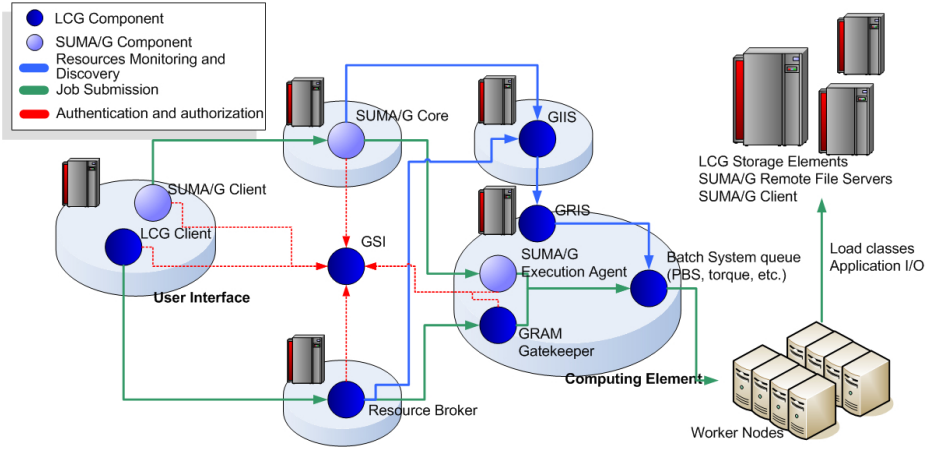 LCG Component
SUMA/G Component
Resources Monitoring and
Discovery
Job Submission
Authentication and authorization
SUMA/G Core
GIIS
LCG Storage Elements
SUMA/G Remote File Servers
SUMA/G Client
SUMA/G Client
LCG Client
User Interface
GSI
GRIS
SUMA/G
Execution Agent
Batch System queue
(PBS, torque, etc.)
Load classes
Application I/O
GRAM
Gatekeeper
Computing Element
Resource Broker
Worker Nodes